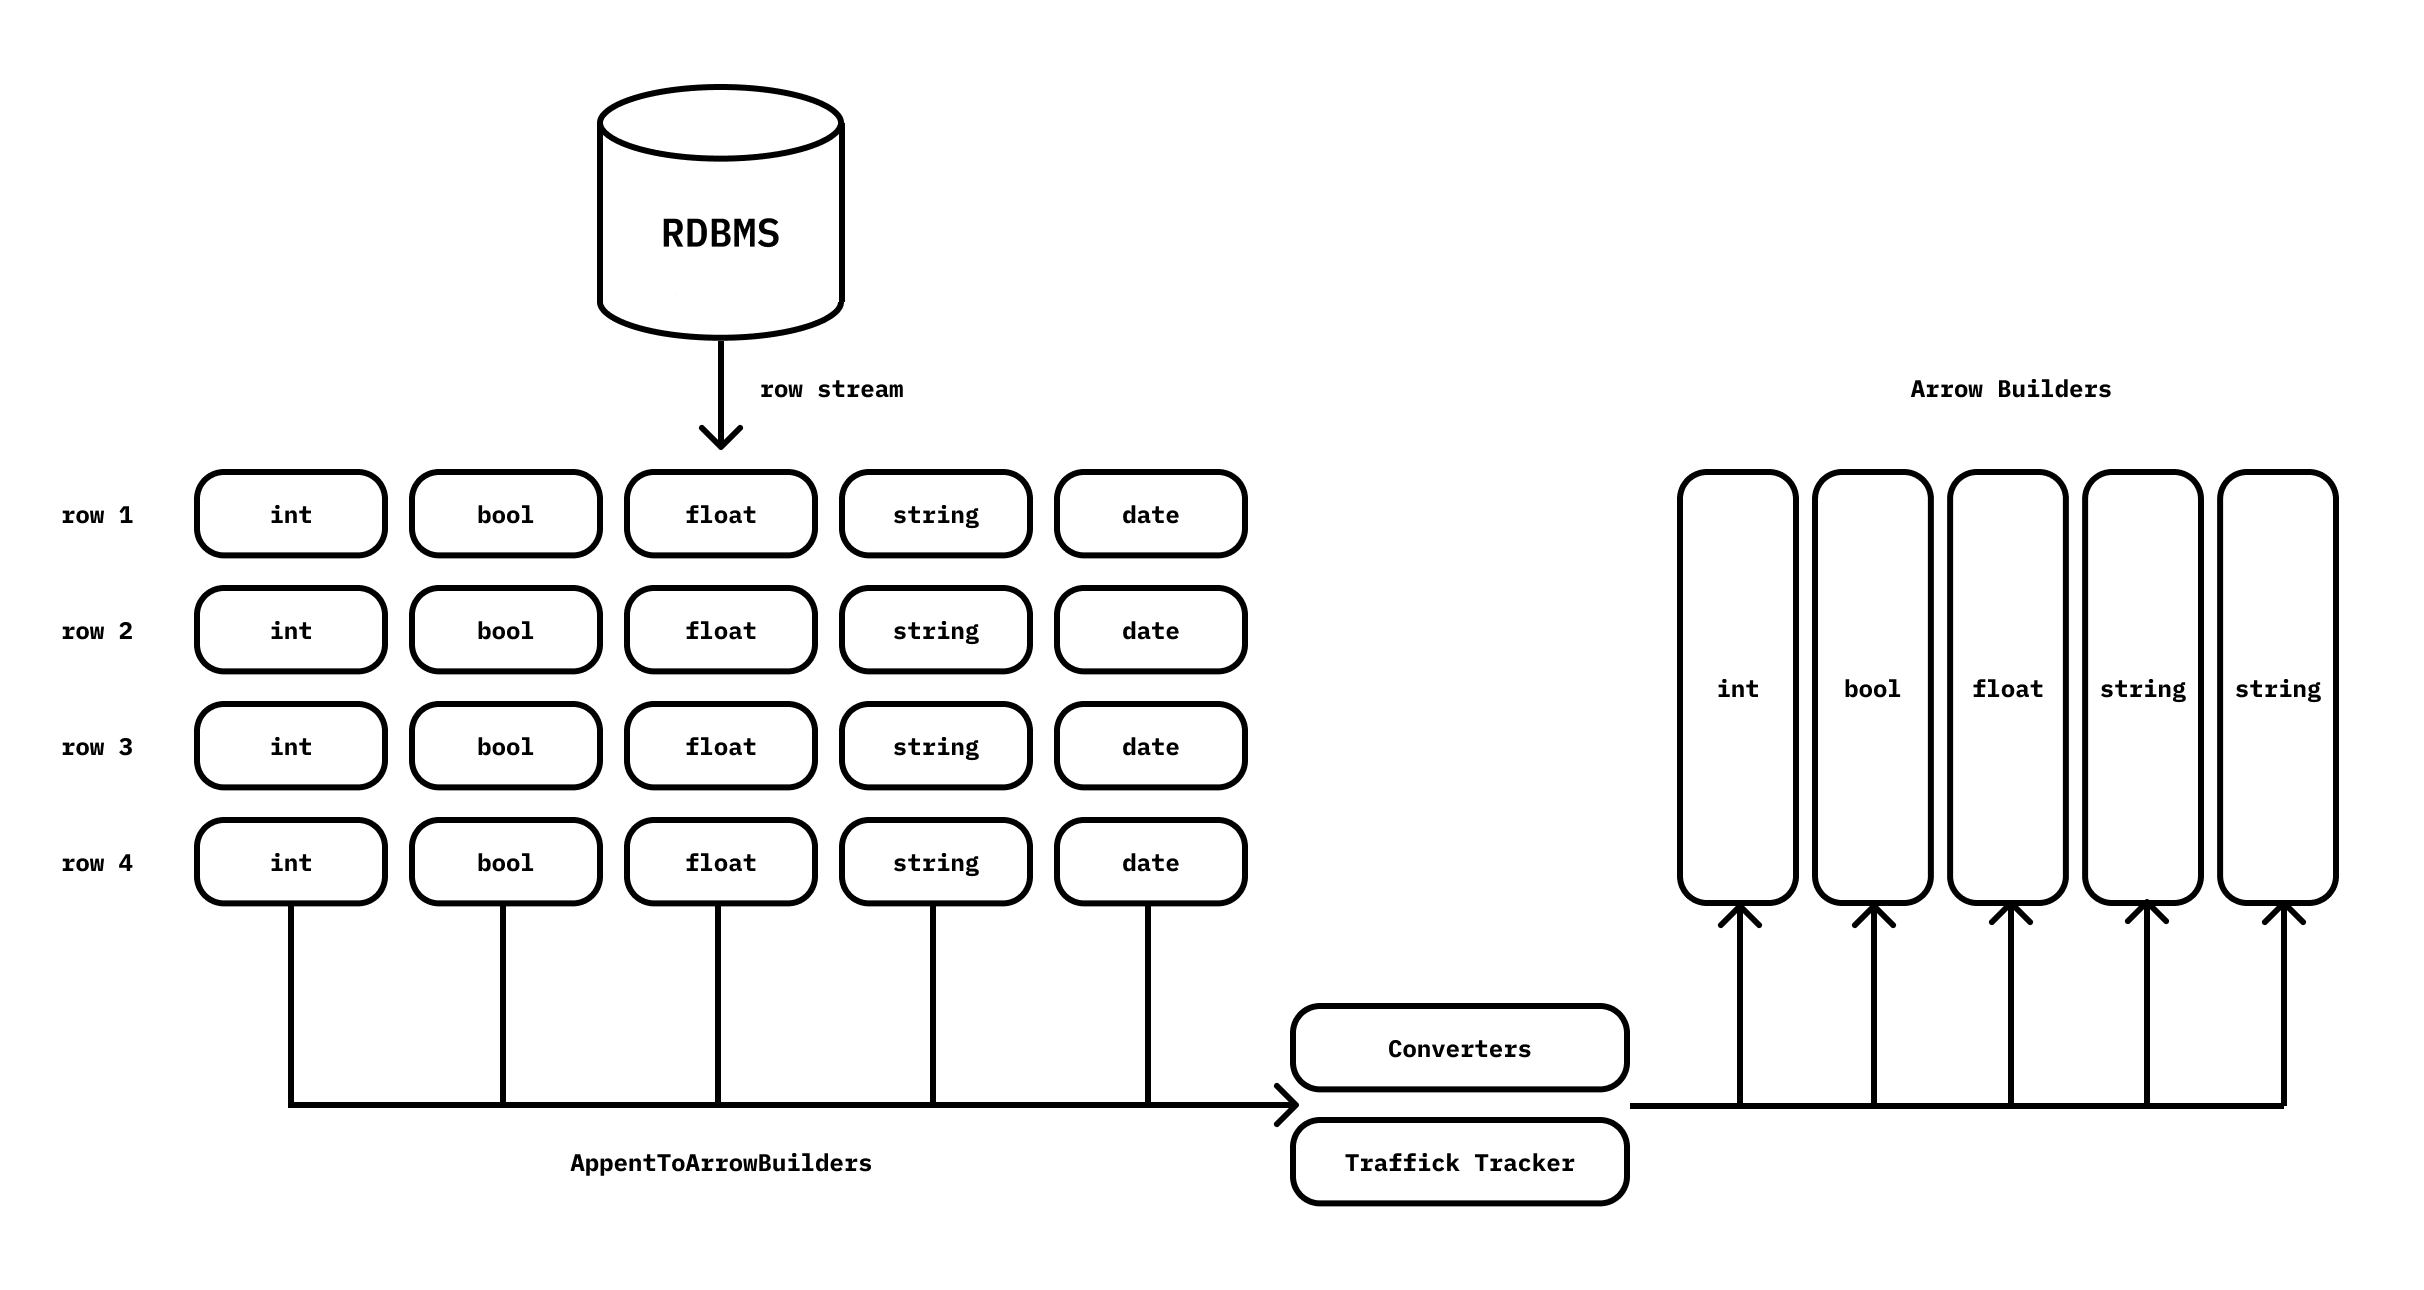 RDBMS
row stream
Arrow Builders
row 1 int bool float string date
row 2 int bool float string date
row 3 int bool float string date
row 4 int bool float string date
int bool float string string
Converters
AppentToArrowBuilders
Traffick Tracker